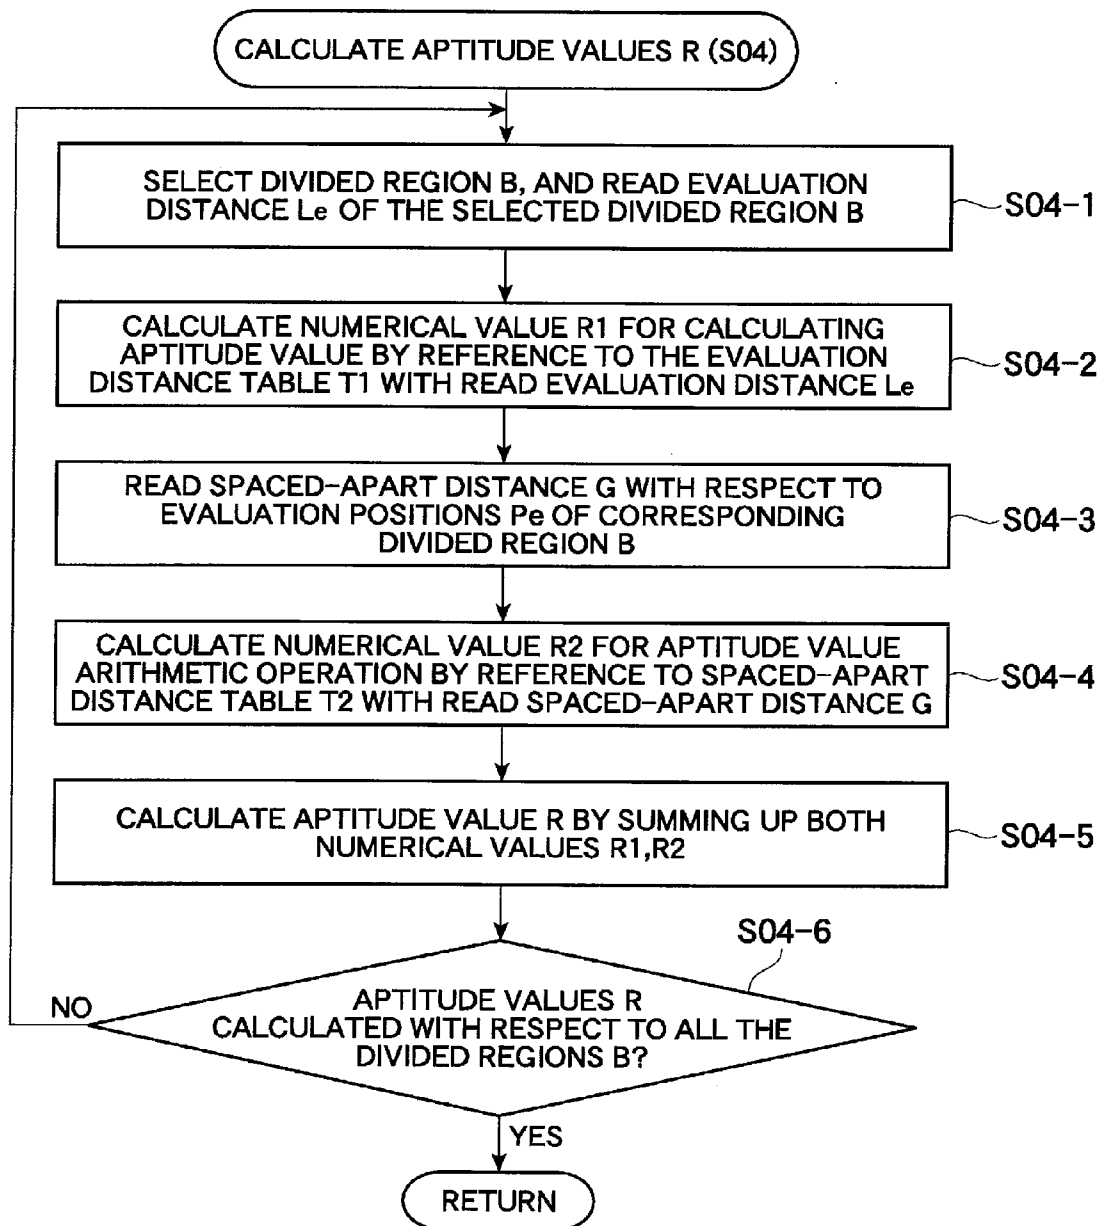 CALCULATE APTITUDE VALUES R (S04)
SELECT DIVIDED REGION B, AND READ EVALUATION
DISTANCE Le OF THE SELECTED DIVIDED REGION B
S04-1
CALCULATE NUMERICAL VALUE R1 FOR CALCULATING
APTITUDE VALUE BY REFERENCE TO THE EVALUATION
DISTANCE TABLE T1 WITH READ EVALUATION DISTANCE Le
S04-2
READ SPACED-APART DISTANCE G WITH RESPECT TO
EVALUATION POSITIONS Pe OF CORRESPONDING
DIVIDED REGION B
S04-3
CALCULATE NUMERICAL VALUE R2 FOR APTITUDE VALUE
ARITHMETIC OPERATION BY REFERENCE TO SPACED-APART
DISTANCE TABLE T2 WITH READ SPACED-APART DISTANCE G
S04-4
CALCULATE APTITUDE VALUE R BY SUMMING UP BOTH
NUMERICAL VALUES R1,R2
S04-5
S04-6
NO
APTITUDE VALUES R
CALCULATED WITH RESPECT TO ALL THE
DIVIDED REGIONS B?
YES
RETURN